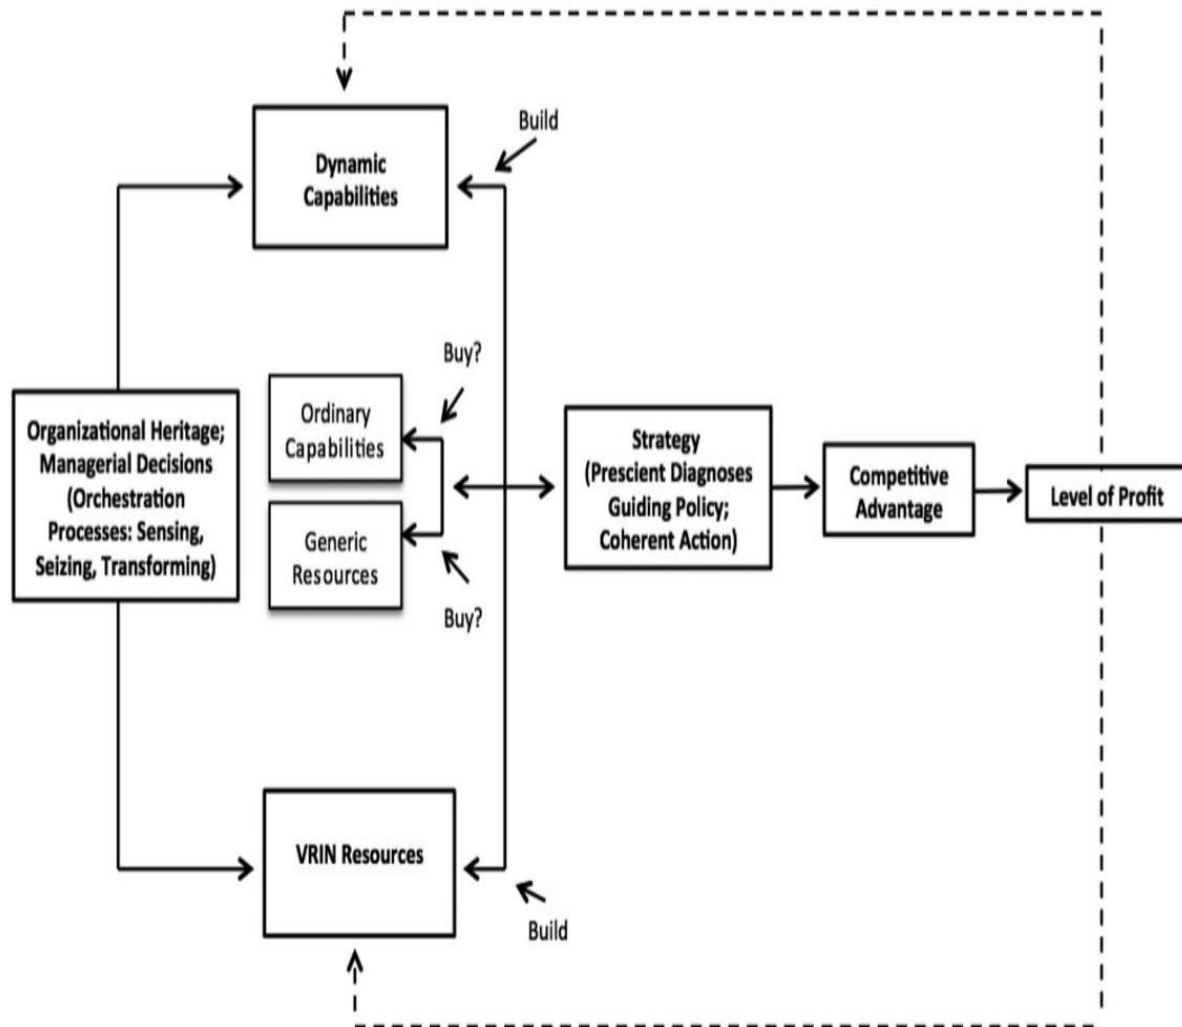 Build
Dynamic
Capabilities
Buy?
Ordinary
Capabilities
Organizational Heritage;
Managerial Decisions
(Orchestration
Processes: Sensing,
Seizing, Transforming)
Generic
Resources
Buy?
Strategy
(Prescient Diagnoses
Guiding Policy;
Coherent Action)
Competitive
Advantage
Level of Profit
VRIN Resources
Build